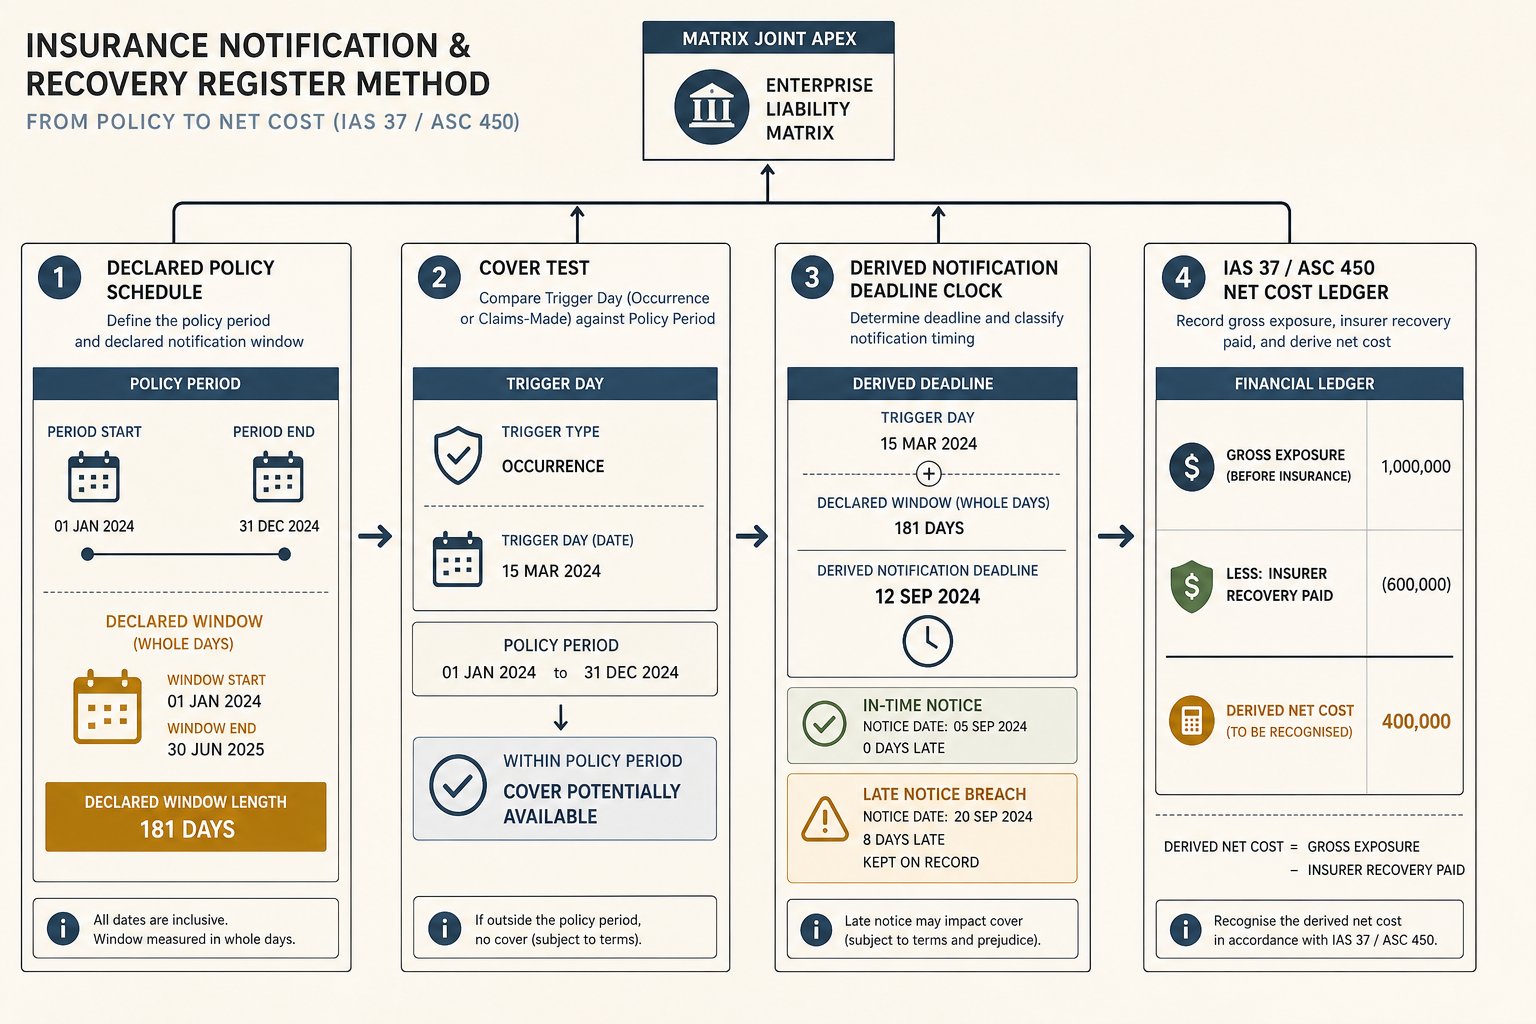 INSURANCE NOTIFICATION &
RECOVERY REGISTER METHOD
FROM POLICY TO NET COST (IAS 37 / ASC 450)
MATRIX JOINT APEX
ENTERPRISE
LIABILITY
MATRIX
1
DECLARED POLICY
SCHEDULE
Define the policy period
and declared notification window
POLICY PERIOD
PERIOD START
PERIOD END
01 JAN 2024
31 DEC 2024
DECLARED WINDOW
(WHOLE DAYS)
WINDOW START
01 JAN 2024
WINDOW END
30 JUN 2025
DECLARED WINDOW LENGTH
181 DAYS
All dates are inclusive.
Window measured in whole days.
2
COVER TEST
Compare Trigger Day (Occurrence
or Claims-Made) against Policy Period
TRIGGER DAY
TRIGGER TYPE
OCCURRENCE
TRIGGER DAY (DATE)
15 MAR 2024
POLICY PERIOD
01 JAN 2024 to 31 DEC 2024
WITHIN POLICY PERIOD
COVER POTENTIALLY
AVAILABLE
If outside the policy period,
no cover (subject to terms).
3
DERIVED NOTIFICATION
DEADLINE CLOCK
Determine deadline and classify
notification timing
DERIVED DEADLINE
TRIGGER DAY
15 MAR 2024
+
DECLARED WINDOW (WHOLE DAYS)
181 DAYS
DERIVED NOTIFICATION DEADLINE
12 SEP 2024
IN-TIME NOTICE
NOTICE DATE: 05 SEP 2024
0 DAYS LATE
LATE NOTICE BREACH
NOTICE DATE: 20 SEP 2024
8 DAYS LATE
KEPT ON RECORD
Late notice may impact cover
(subject to terms and prejudice).
4
IAS 37 / ASC 450
NET COST LEDGER
Record gross exposure, insurer recovery
paid, and derive net cost
FINANCIAL LEDGER
GROSS EXPOSURE
(BEFORE INSURANCE)
1,000,000
LESS: INSURER
RECOVERY PAID
(600,000)
DERIVED NET COST
(TO BE RECOGNISED)
400,000
DERIVED NET COST = GROSS EXPOSURE
– INSURER RECOVERY PAID
Recognise the derived net cost
in accordance with IAS 37 / ASC 450.